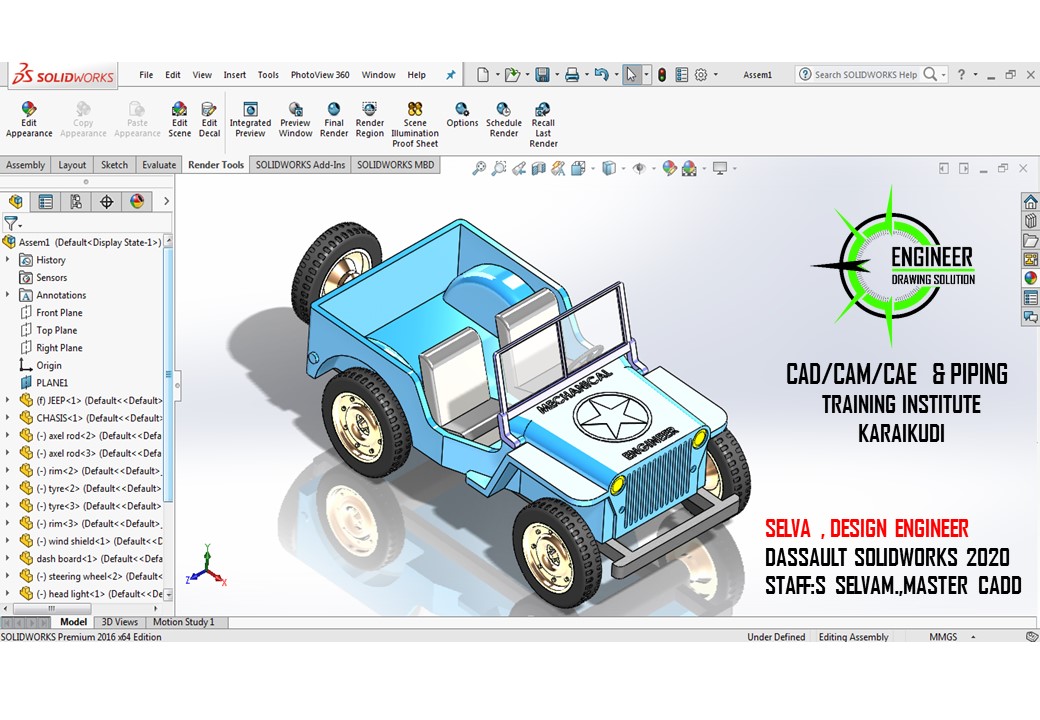 SOLIDWORKS File Edit View Insert Tools PhotoView 360 Window Help Assem1 Search SOLIDWORKS Help ?
Edit Appearance
Copy Appearance
Paste Appearance
Edit Scene
Edit Decal
Integrated Preview
Preview Window
Final Render
Render Region
Scene Illumination Proof Sheet
Options
Schedule Render
Recall Last Render
Assembly Layout Sketch Evaluate Render Tools SOLIDWORKS Add-Ins SOLIDWORKS MBD
Assem1 (Default<Display State-1>)
History
Sensors
Annotations
Front Plane
Top Plane
Right Plane
Origin
PLANE1
(f) JEEP<1> (Default<<Default>
CHASIS<1> (Default<<Default>
(-) axel rod<2> (Default<<Defa
(-) axel rod<3> (Default<<Defa
(-) rim<2> (Default<<Default>
(-) tyre<2> (Default<<Default>
(-) tyre<3> (Default<<Default>
(-) rim<3> (Default<<Default>
(-) wind shield<1> (Default<<D
dash board<1> (Default<<Defa
(-) steering wheel<2> (Default<
(-) head light<1> (Default<<De
MECHANICAL
ENGINEER
Y
Z
X
ENGINEER
DRAWING SOLUTION
CAD/CAM/CAE & PIPING
TRAINING INSTITUTE
KARAIKUDI
SELVA , DESIGN ENGINEER
DASSAULT SOLIDWORKS 2020
STAFF:S SELVAM.,MASTER CADD
Model 3D Views Motion Study 1
SOLIDWORKS Premium 2016 x64 Edition Under Defined Editing Assembly MMGS